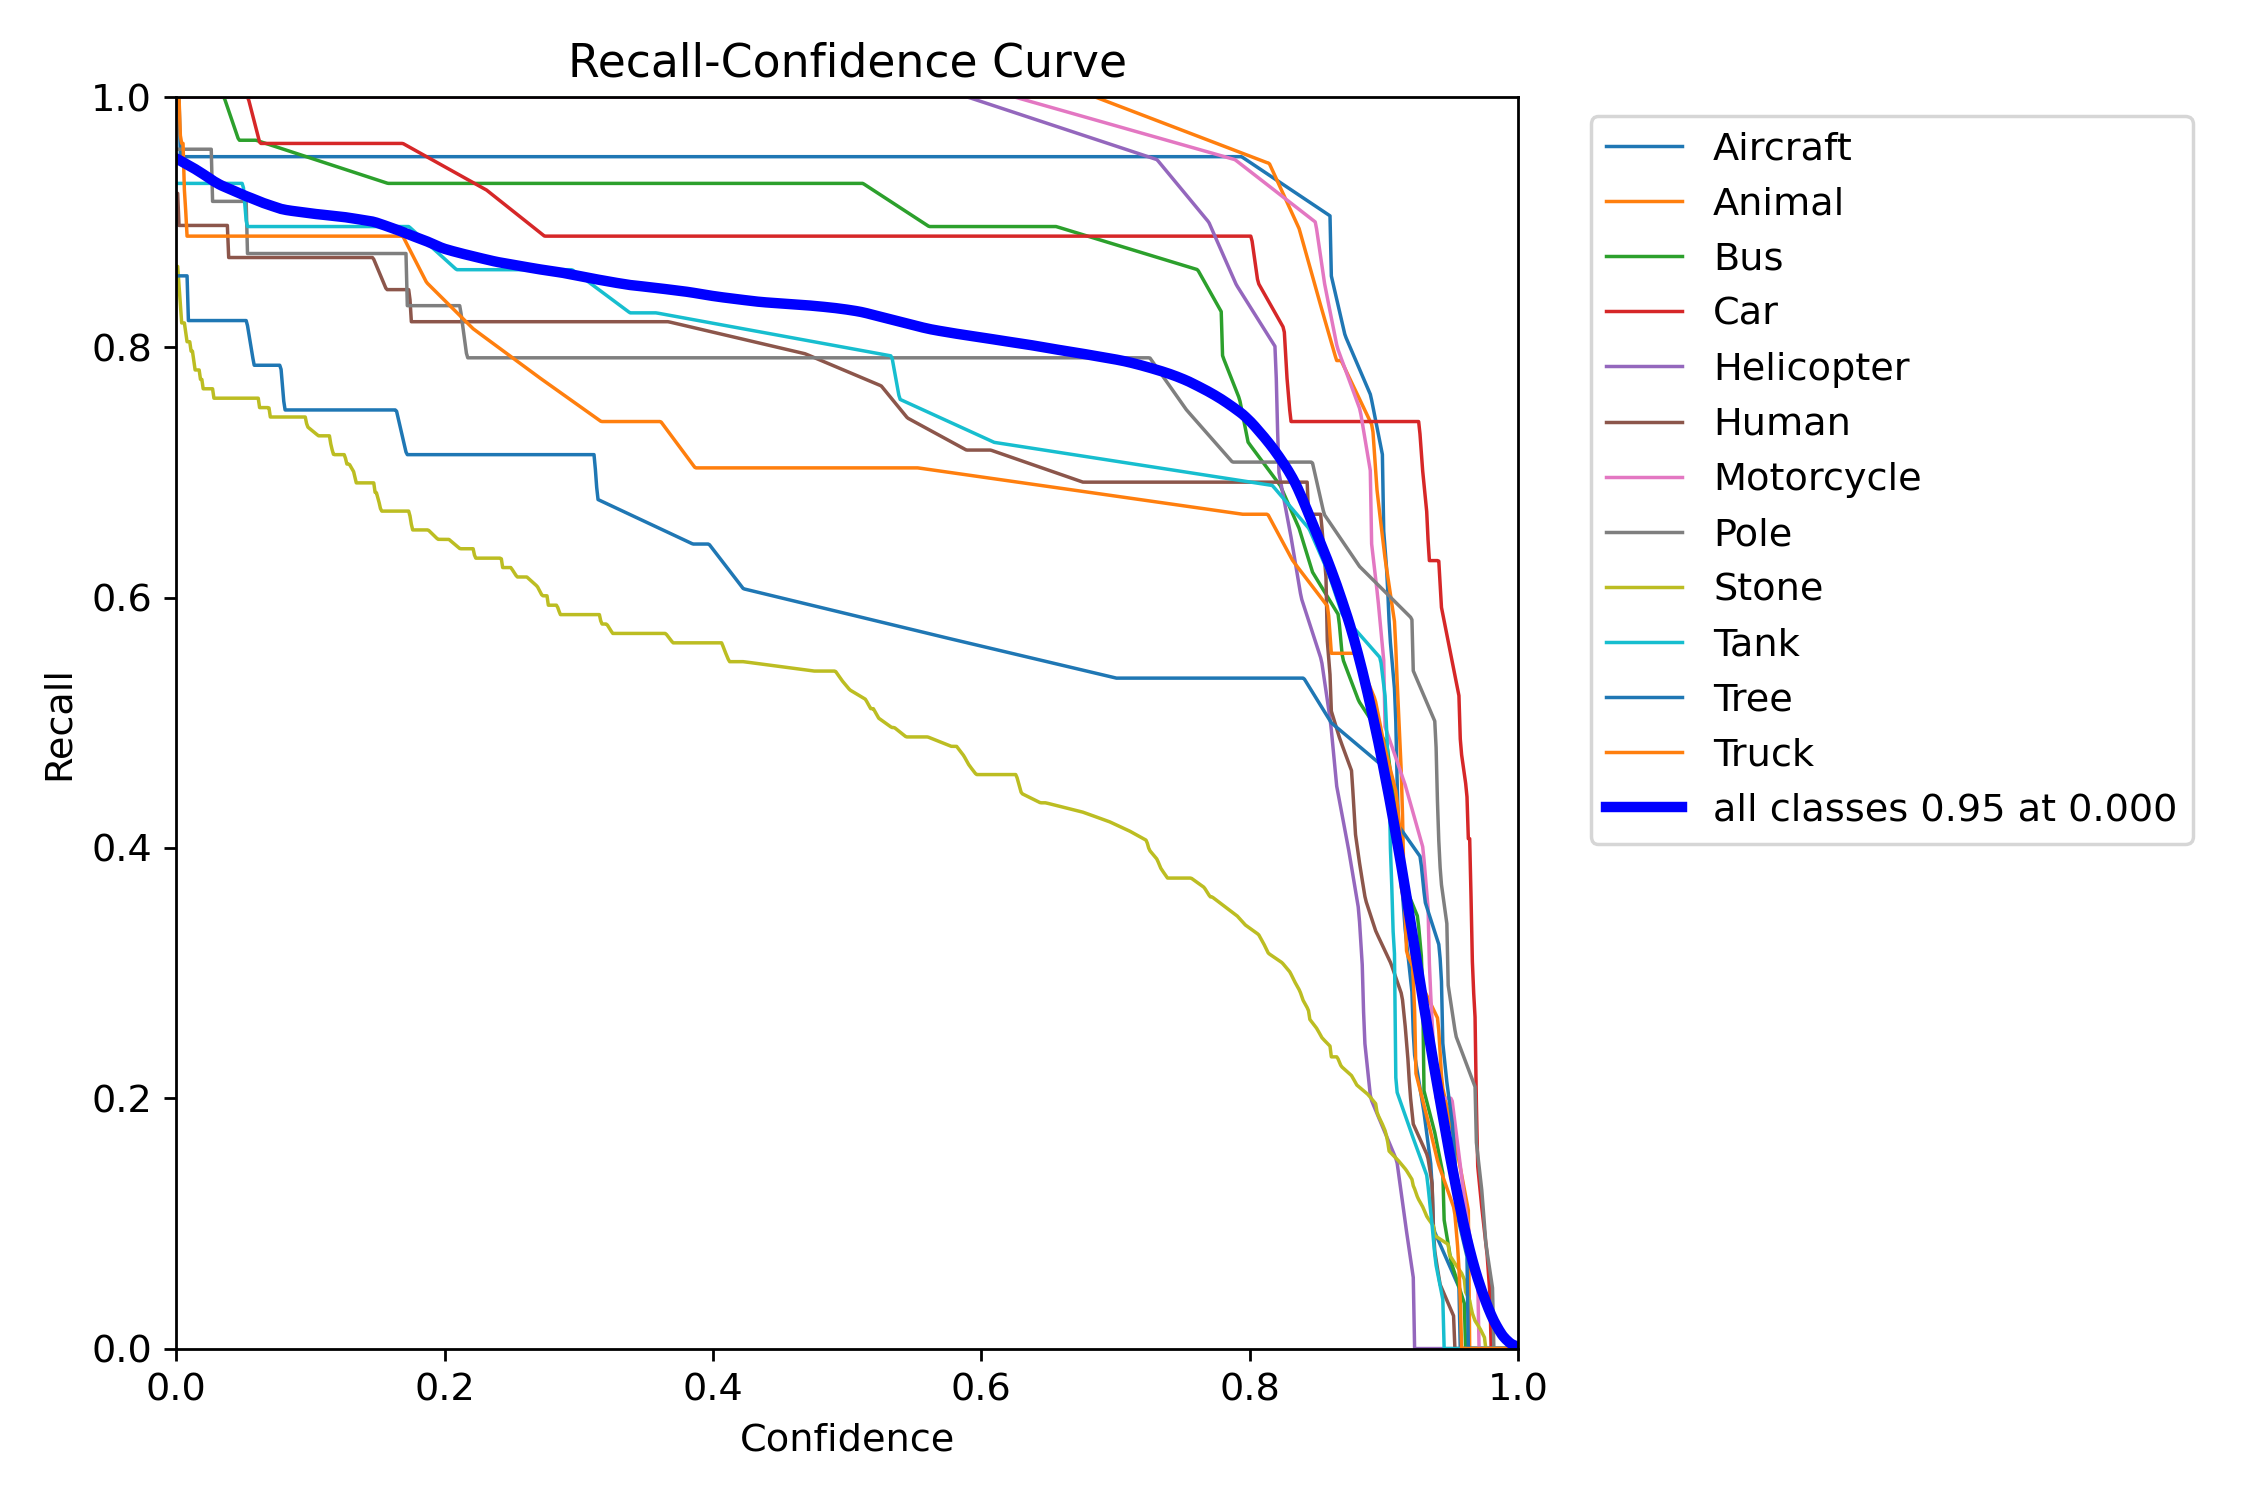 Recall-Confidence Curve
1.0
0.8
0.6
0.4
0.2
0.0
Recall
0.0 0.2 0.4 0.6 0.8 1.0
Confidence
Aircraft
Animal
Bus
Car
Helicopter
Human
Motorcycle
Pole
Stone
Tank
Tree
Truck
all classes 0.95 at 0.000